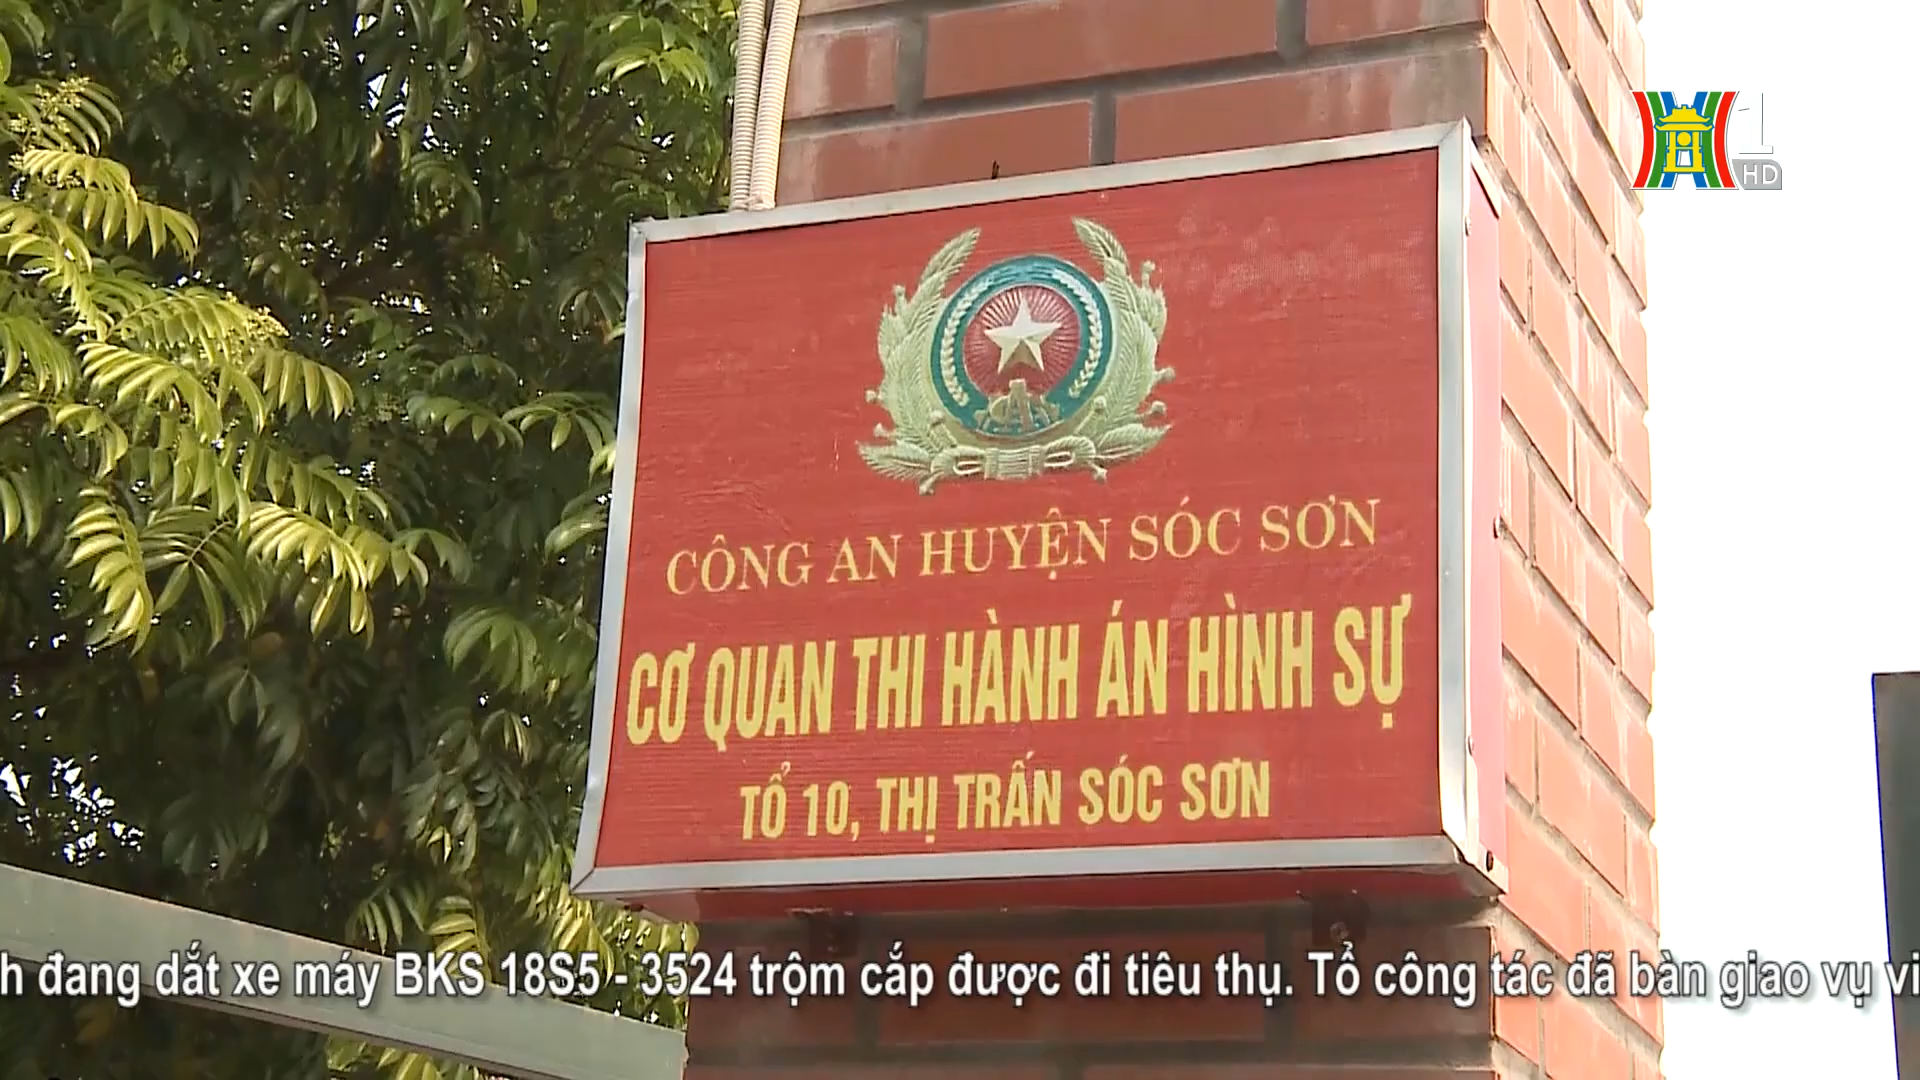 1
HD
CÔNG AN HUYỆN SÓC SƠN
CƠ QUAN THI HÀNH ÁN HÌNH SỰ
TỔ 10, THỊ TRẤN SÓC SƠN
h đang dắt xe máy BKS 18S5 - 3524 trộm cắp được đi tiêu thụ. Tổ công tác đã bàn giao vụ vi